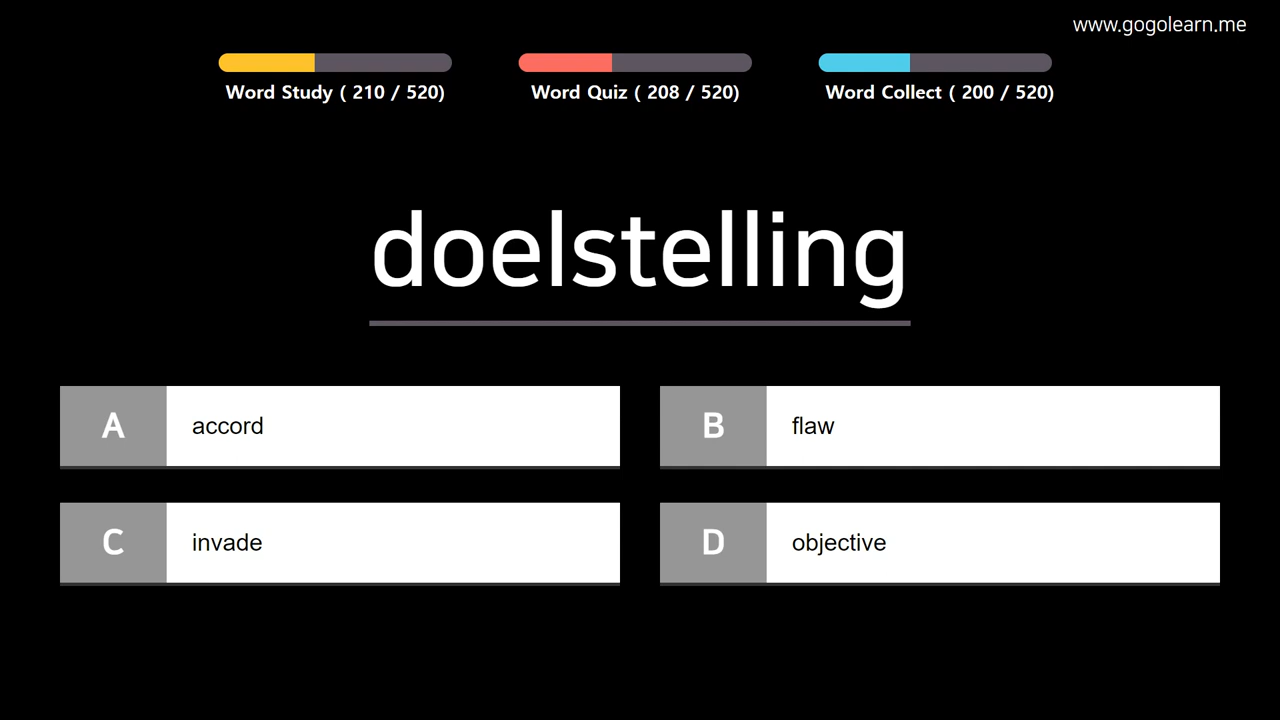 www.gogolearn.me
Word Study ( 210 / 520)
Word Quiz ( 208 / 520)
Word Collect ( 200 / 520)
doelstelling
A accord
B flaw
C invade
D objective